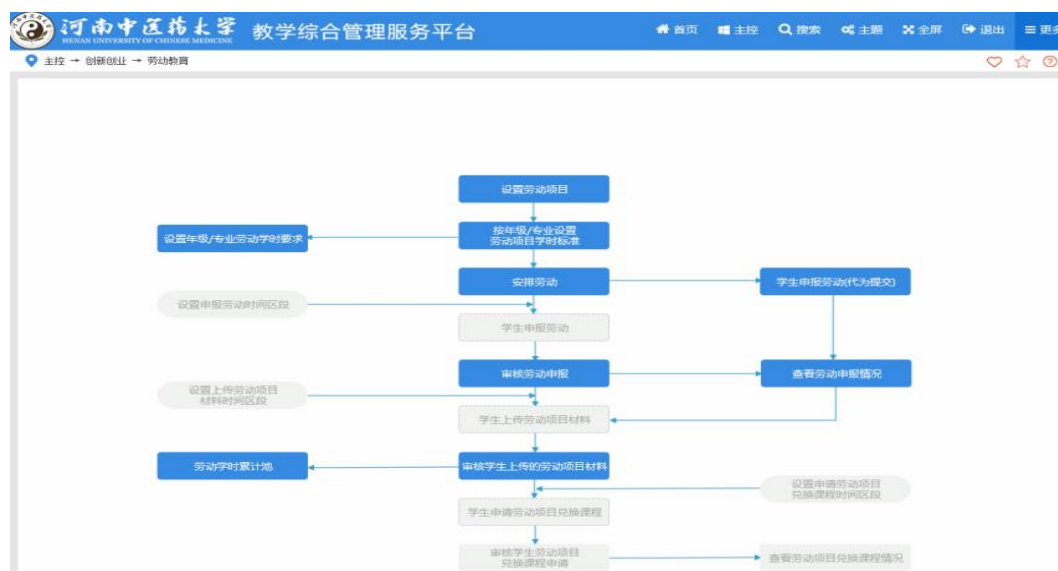 河南中医药大学 教学综合管理服务平台 首页 主控 搜索 主题 全屏 退出 更多
HENAN UNIVERSITY OF CHINESE MEDICINE
主控 → 创新创业 → 劳动教育
设置劳动项目
设置年级/专业劳动学时要求
按年级/专业设置
劳动项目学时标准
安排劳动
学生申报劳动(代为提交)
设置申报劳动时间区段
学生申报劳动
审核劳动申报
查看劳动申报情况
设置上传劳动项目
材料时间区段
学生上传劳动项目材料
劳动学时累计池
审核学生上传的劳动项目材料
设置申请劳动项目
兑换课程时间区段
学生申请劳动项目兑换课程
审核学生劳动项目
兑换课程申请
查看劳动项目兑换课程情况